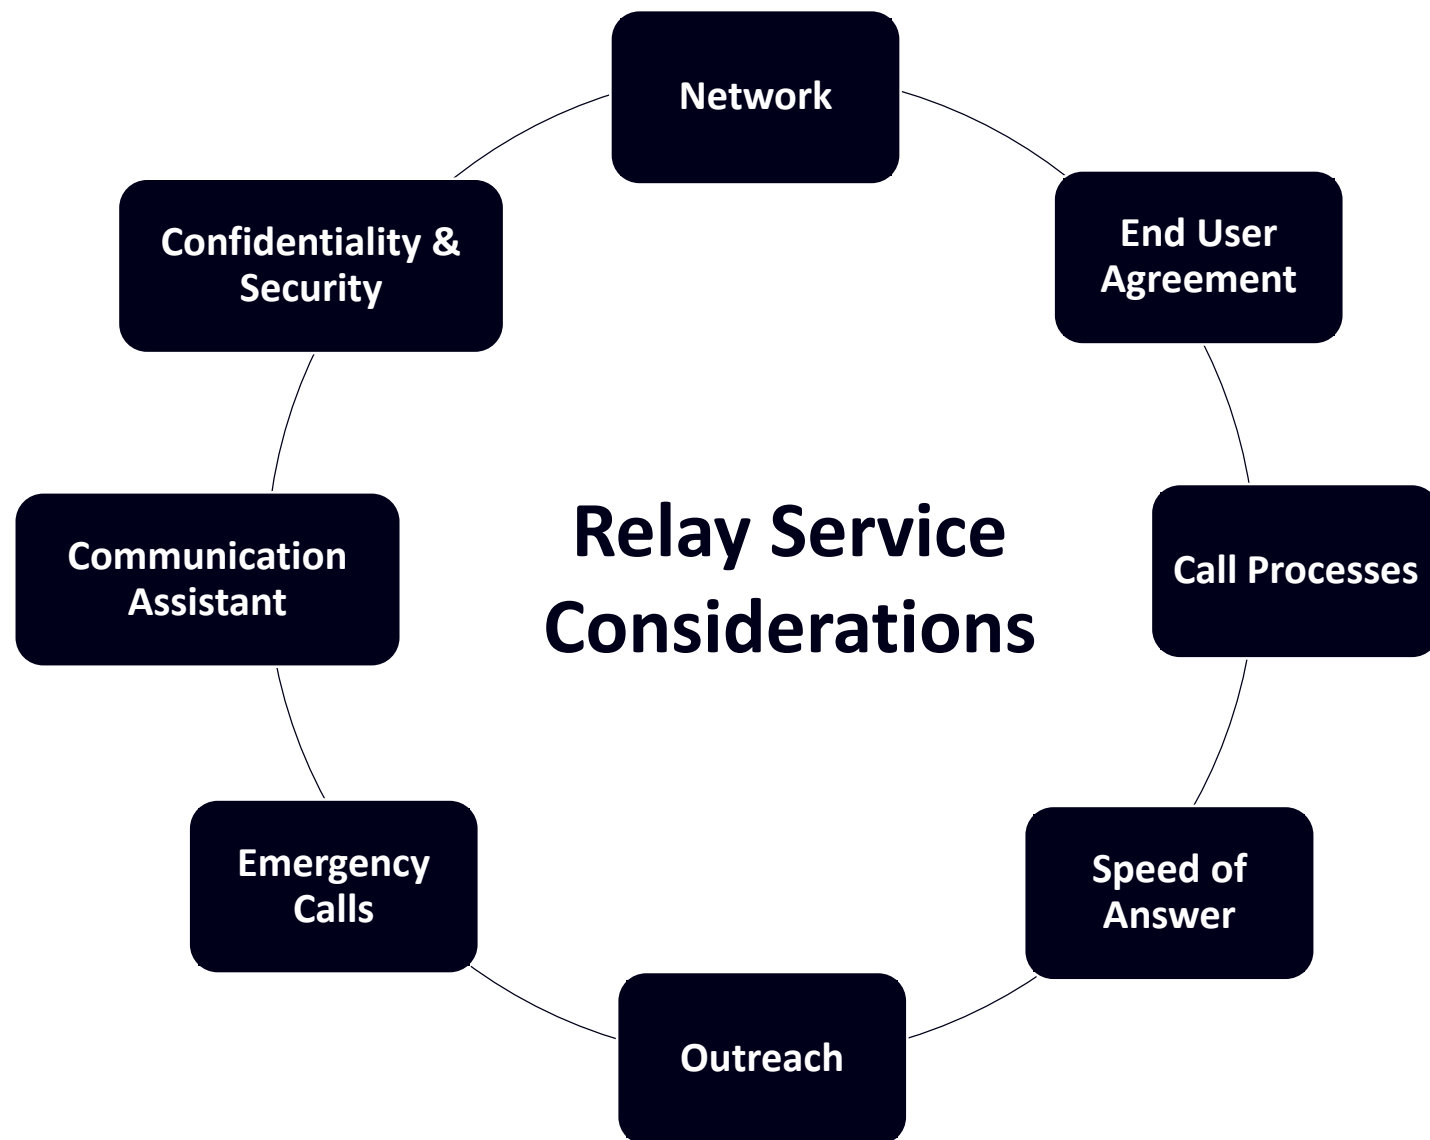 Network
End User
Agreement
Call Processes
Speed of
Answer
Outreach
Emergency
Calls
Communication
Assistant
Confidentiality &
Security
Relay Service
Considerations